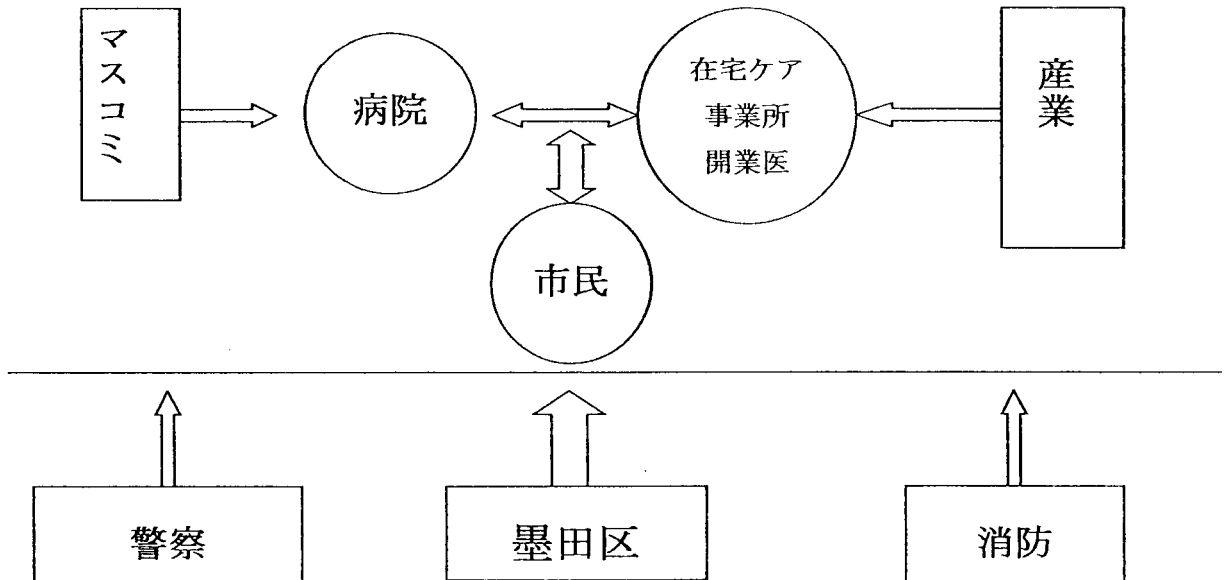 マスコミ
病院
在宅ケア
事業所
開業医
産業
市民
警察
墨田区
消防